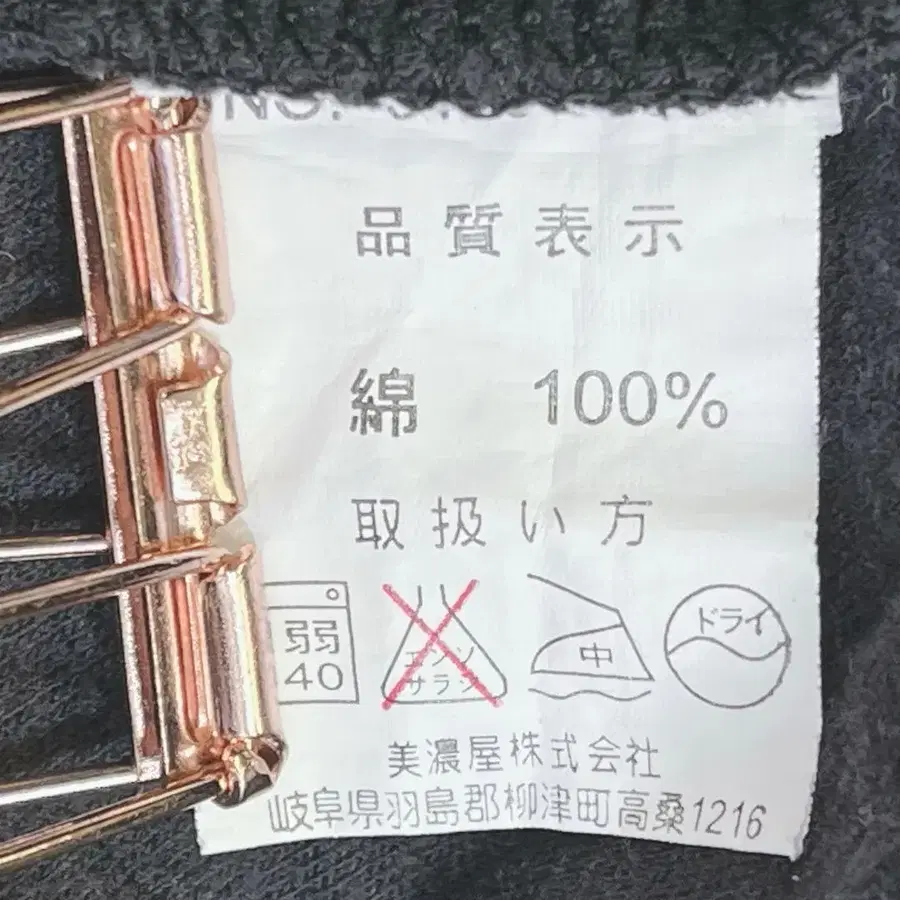 NO.
品質表示
綿 100%
取扱い方
弱 40
エンソサラシ
中
ドライ
美濃屋株式会社
岐阜県羽島郡柳津町高桑1216